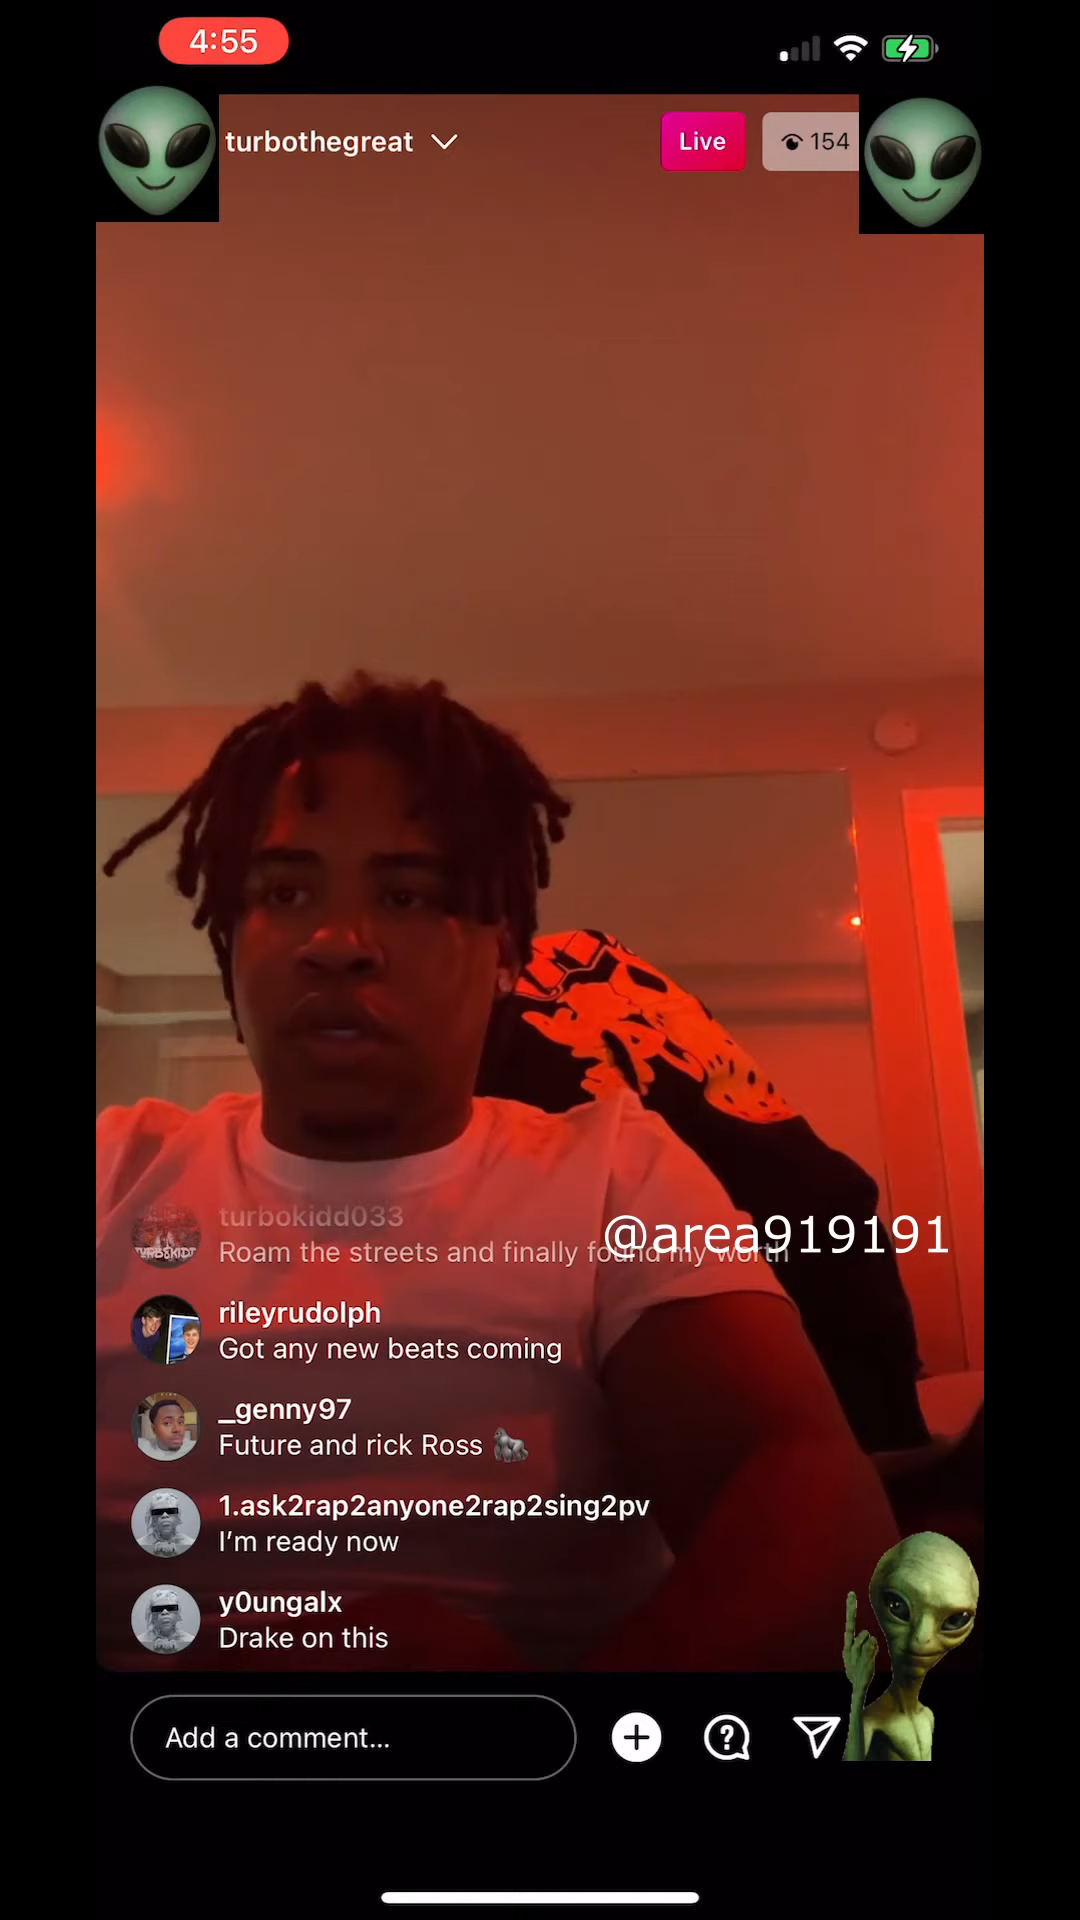 4:55
turbothegreat
Live
154
turbokidd033
Roam the streets and finally found my worth
@area919191
rileyrudolph
Got any new beats coming
_genny97
Future and rick Ross 🦍
1.ask2rap2anyone2rap2sing2pv
I’m ready now
y0ungalx
Drake on this
Add a comment...